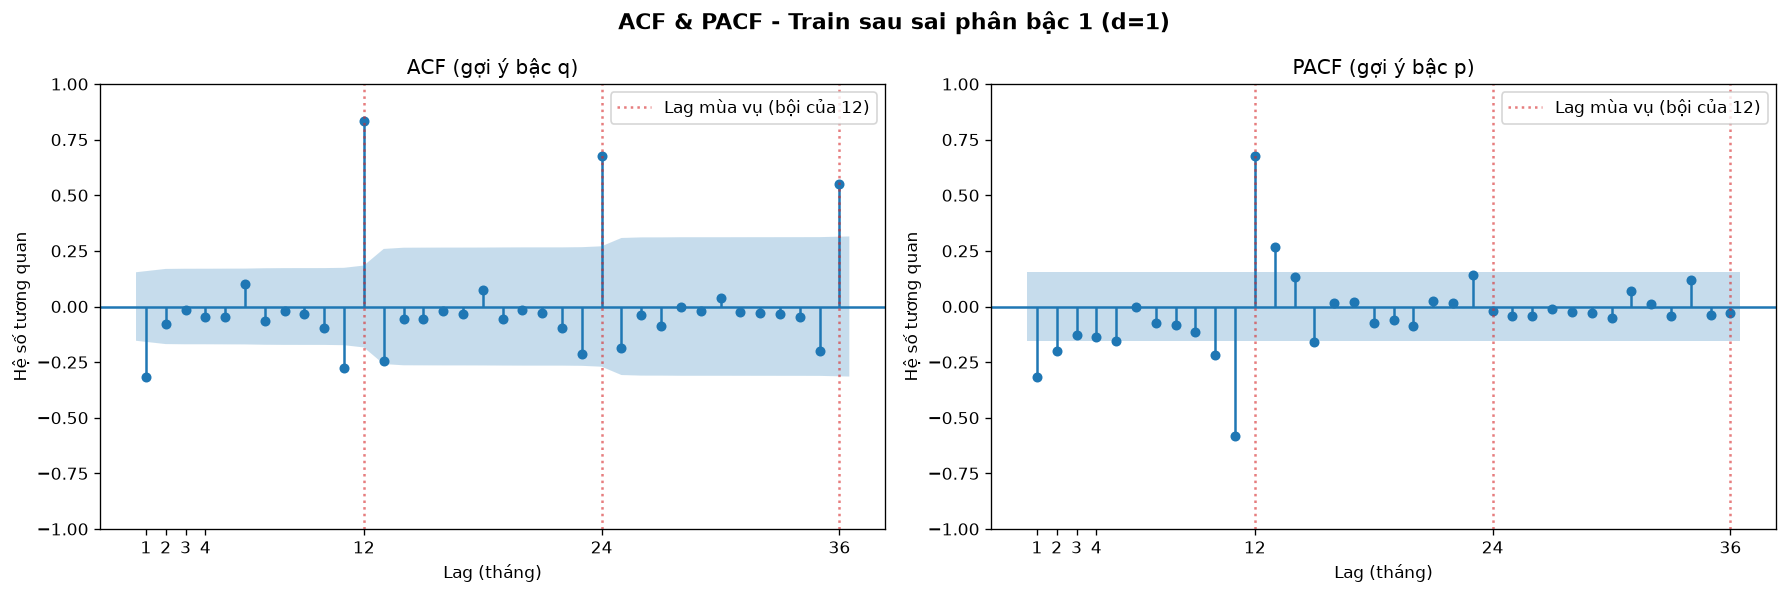 ACF & PACF - Train sau sai phân bậc 1 (d=1)
ACF (gợi ý bậc q)
Lag mùa vụ (bội của 12)
Hệ số tương quan
1.00
0.75
0.50
0.25
0.00
−0.25
−0.50
−0.75
−1.00
1 2 3 4 12 24 36
Lag (tháng)
PACF (gợi ý bậc p)
Lag mùa vụ (bội của 12)
Hệ số tương quan
1.00
0.75
0.50
0.25
0.00
−0.25
−0.50
−0.75
−1.00
1 2 3 4 12 24 36
Lag (tháng)